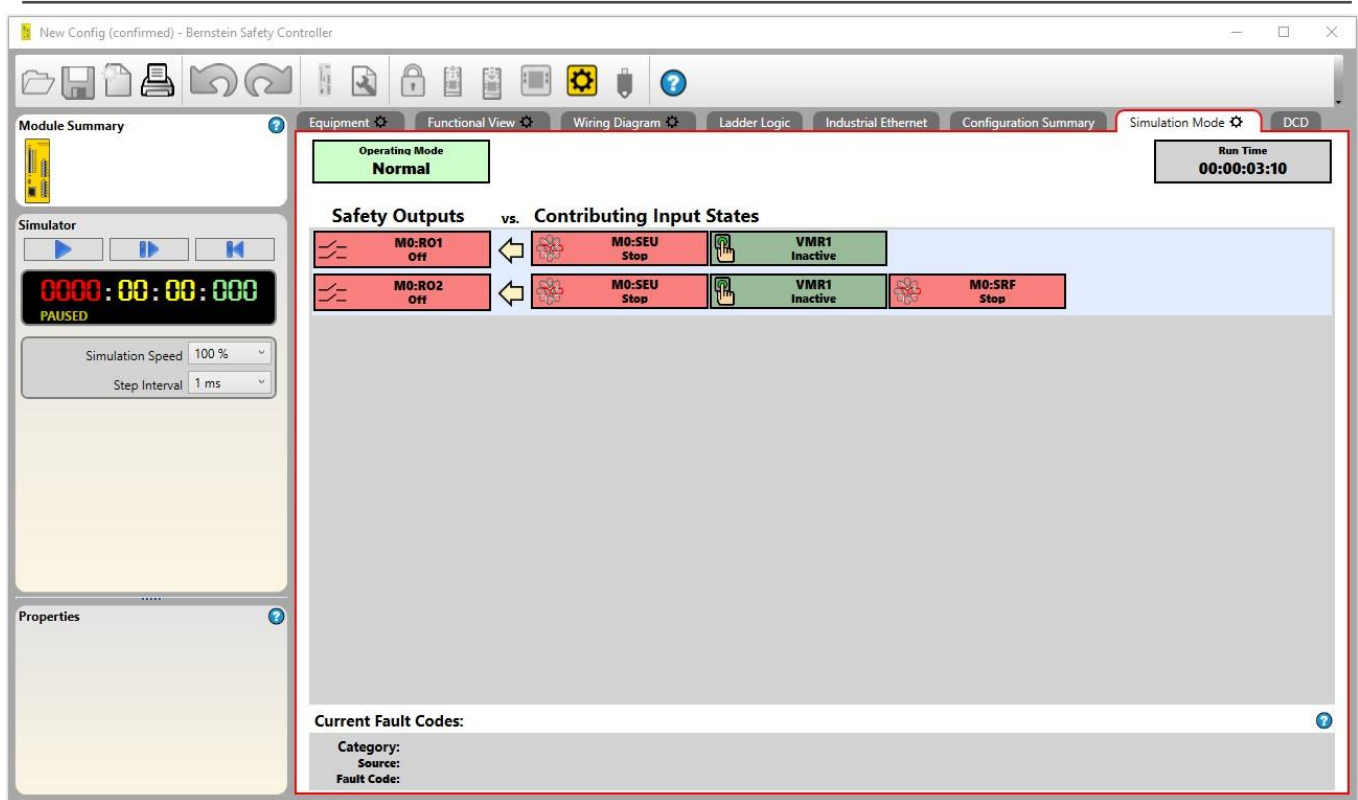 New Config (confirmed) - Bernstein Safety Controller
Module Summary
Equipment
Functional View
Wiring Diagram
Ladder Logic
Industrial Ethernet
Configuration Summary
Simulation Mode
DCD
Operating Mode
Normal
Run Time
00:00:03:10
Simulator
0000:00:00:000
PAUSED
Simulation Speed 100 %
Step Interval 1 ms
Safety Outputs vs. Contributing Input States
M0:RO1
Off
M0:SEU
Stop
VMR1
Inactive
M0:RO2
Off
M0:SEU
Stop
VMR1
Inactive
M0:SRF
Stop
Properties
Current Fault Codes:
Category:
Source:
Fault Code: